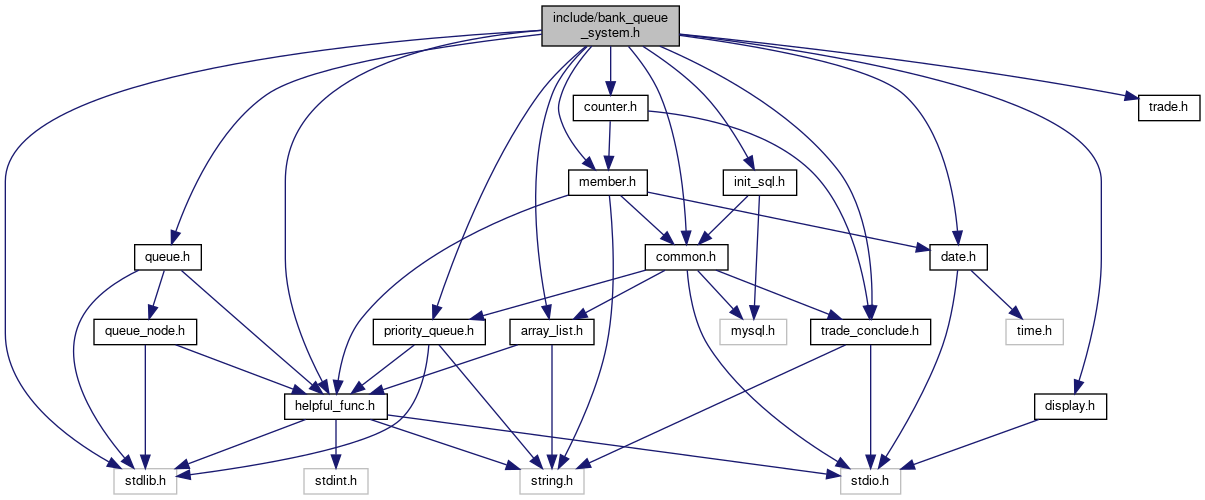 include/bank_queue
_system.h
counter.h
trade.h
member.h
init_sql.h
queue.h
common.h
date.h
queue_node.h
priority_queue.h
array_list.h
mysql.h
trade_conclude.h
time.h
helpful_func.h
display.h
stdlib.h
stdint.h
string.h
stdio.h